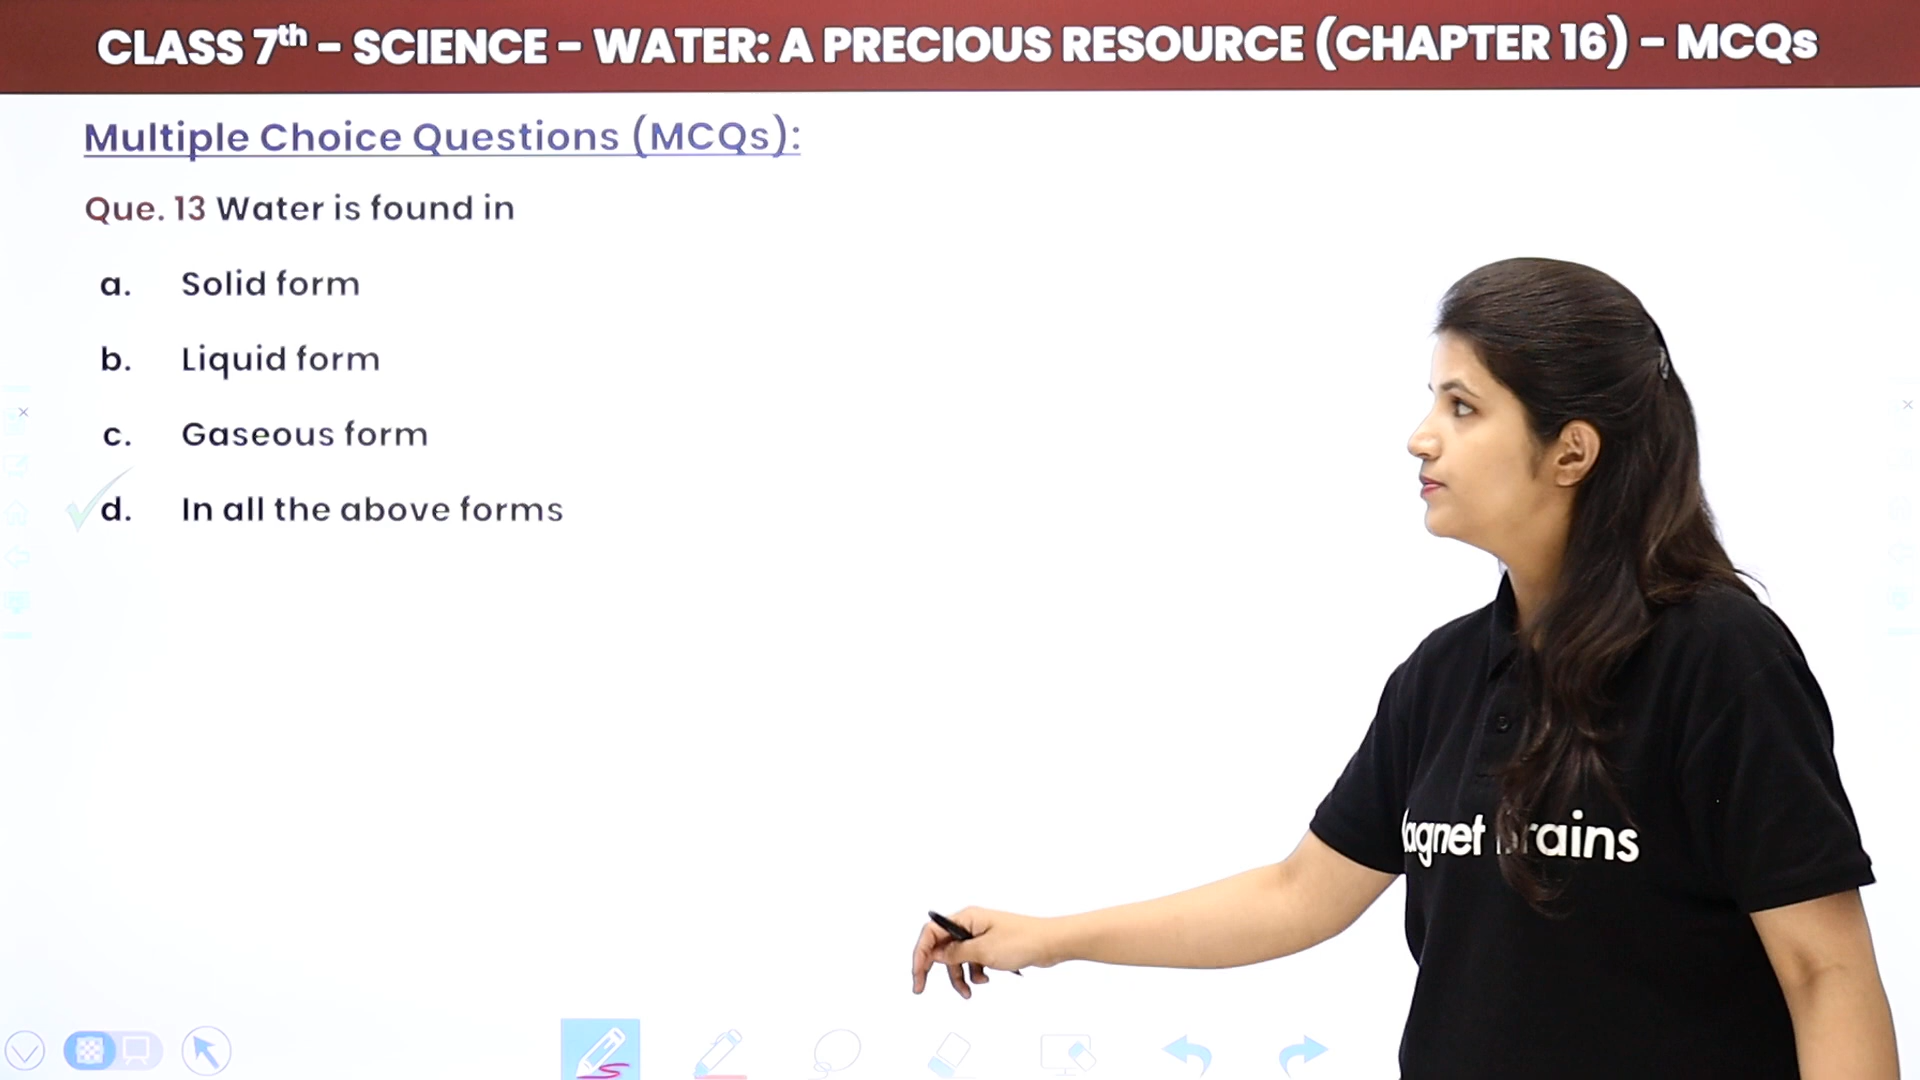 CLASS 7th – SCIENCE – WATER: A PRECIOUS RESOURCE (CHAPTER 16) – MCQs
Multiple Choice Questions (MCQs):
Que. 13 Water is found in
a. Solid form
b. Liquid form
c. Gaseous form
d. In all the above forms